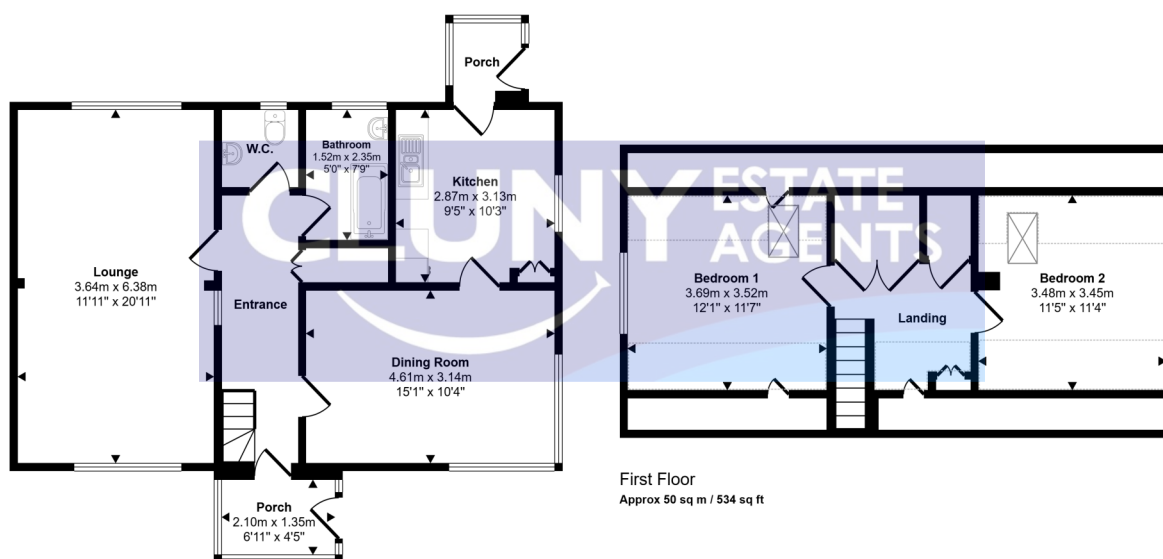 Porch
W.C.
Bathroom
1.52m x 2.35m
5'0" x 7'9"
Kitchen
2.87m x 3.13m
9'5" x 10'3"
Lounge
3.64m x 6.38m
11'11" x 20'11"
Entrance
Dining Room
4.61m x 3.14m
15'1" x 10'4"
Porch
2.10m x 1.35m
6'11" x 4'5"
CLUNY ESTATE
AGENTS
Bedroom 1
3.69m x 3.52m
12'1" x 11'7"
Landing
Bedroom 2
3.48m x 3.45m
11'5" x 11'4"
First Floor
Approx 50 sq m / 534 sq ft